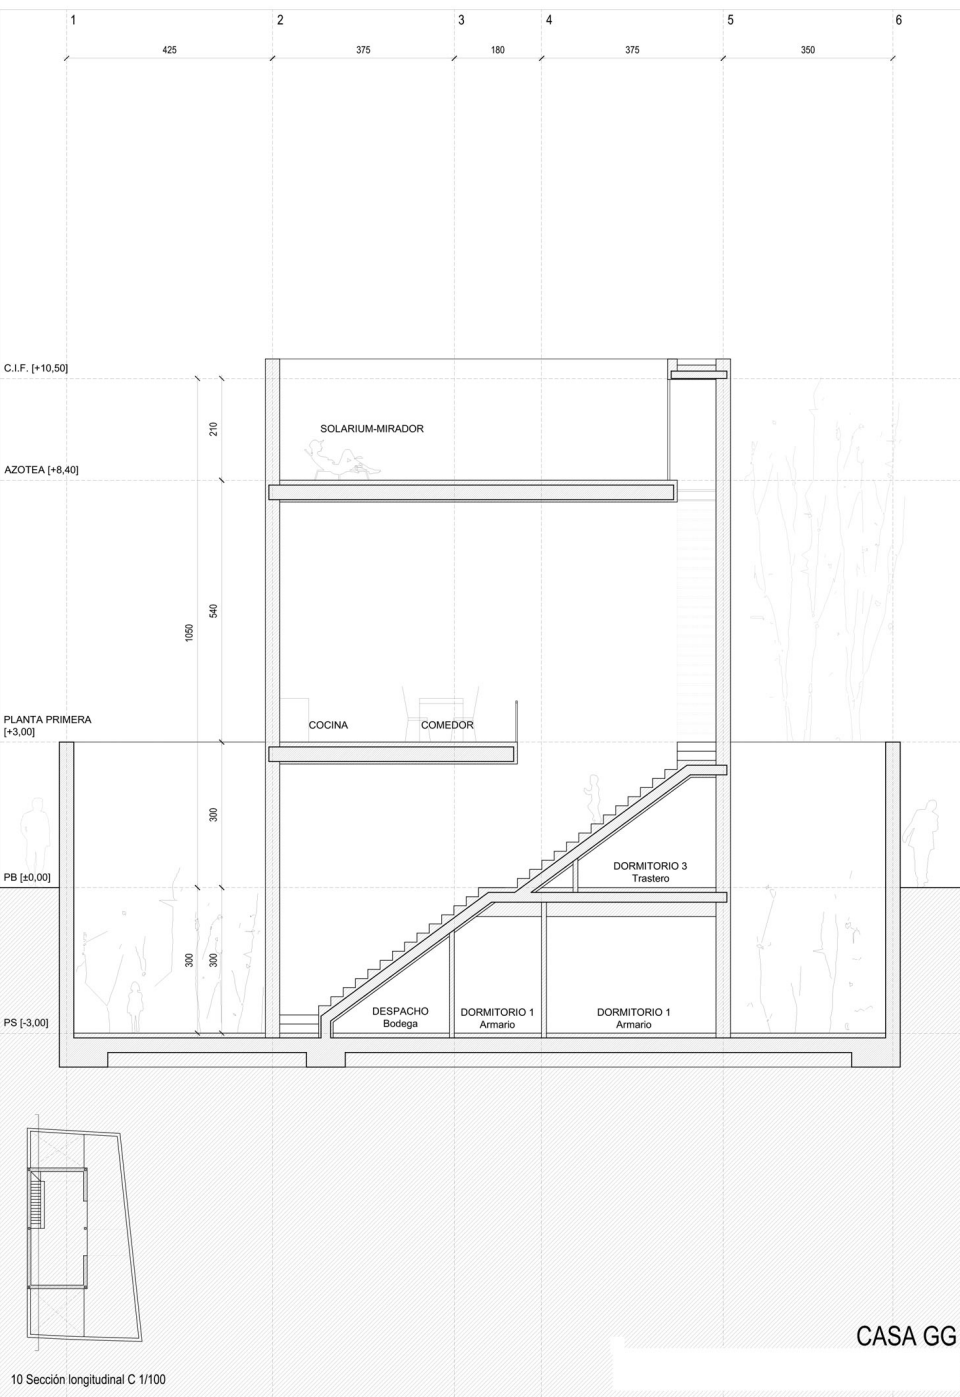 1 2 3 4 5 6
425 375 180 375 350
C.I.F. [+10,50]
210
SOLARIUM-MIRADOR
AZOTEA [+8,40]
540
1050
PLANTA PRIMERA
[+3,00]
COCINA COMEDOR
300
DORMITORIO 3
Trastero
PB [±0,00]
300 300
DESPACHO
Bodega
DORMITORIO 1
Armario
DORMITORIO 1
Armario
PS [-3,00]
CASA GG
10 Sección longitudinal C 1/100